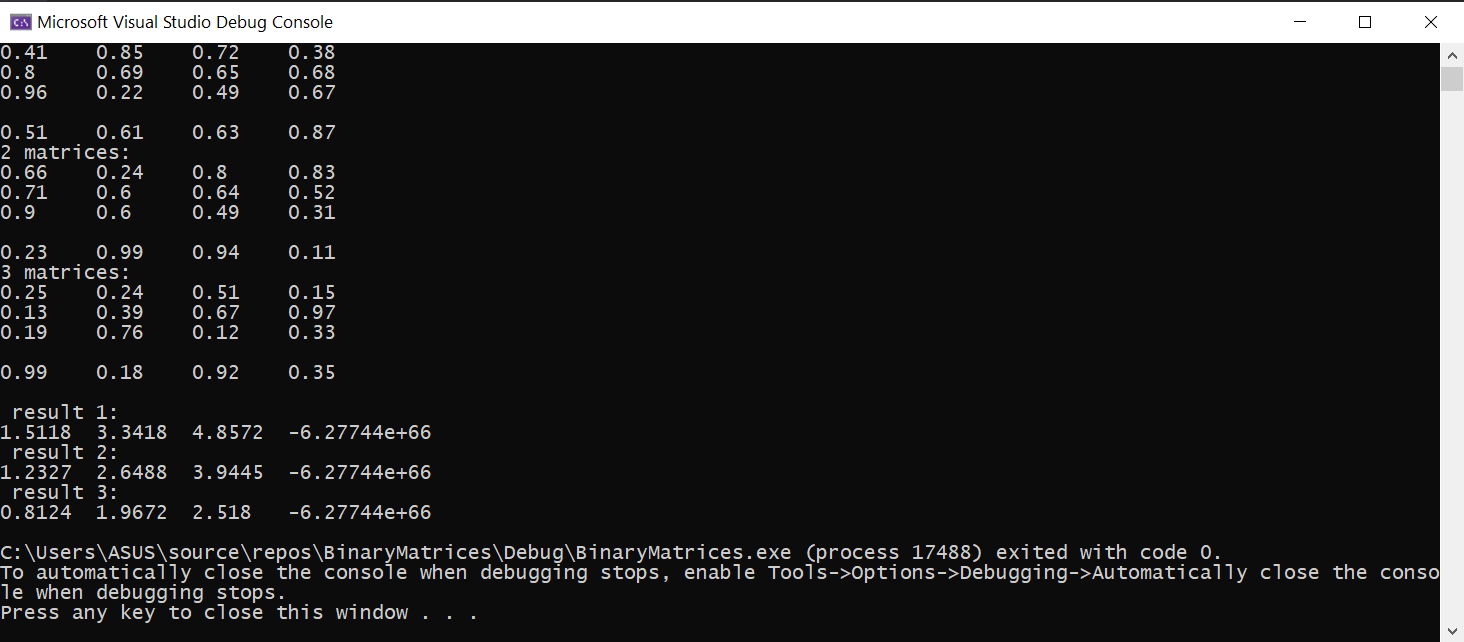 Microsoft Visual Studio Debug Console
0.41 0.85 0.72 0.38
0.8 0.69 0.65 0.68
0.96 0.22 0.49 0.67
0.51 0.61 0.63 0.87
2 matrices:
0.66 0.24 0.8 0.83
0.71 0.6 0.64 0.52
0.9 0.6 0.49 0.31
0.23 0.99 0.94 0.11
3 matrices:
0.25 0.24 0.51 0.15
0.13 0.39 0.67 0.97
0.19 0.76 0.12 0.33
0.99 0.18 0.92 0.35
result 1:
1.5118 3.3418 4.8572 -6.27744e+66
result 2:
1.2327 2.6488 3.9445 -6.27744e+66
result 3:
0.8124 1.9672 2.518 -6.27744e+66
C:\Users\ASUS\source\repos\BinaryMatrices\Debug\BinaryMatrices.exe (process 17488) exited with code 0.
To automatically close the console when debugging stops, enable Tools->Options->Debugging->Automatically close the conso
le when debugging stops.
Press any key to close this window . . .